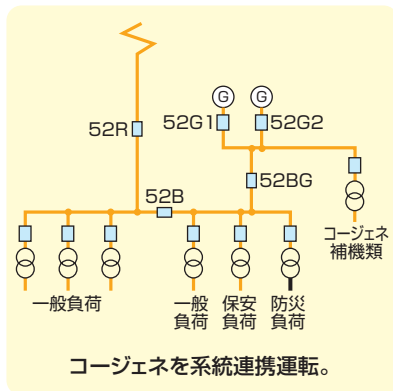 G G
52G1 52G2
52R
52BG
52B
コージェネ
補機類
一般負荷
一般
負荷
保安
負荷
防災
負荷
コージェネを系統連携運転。